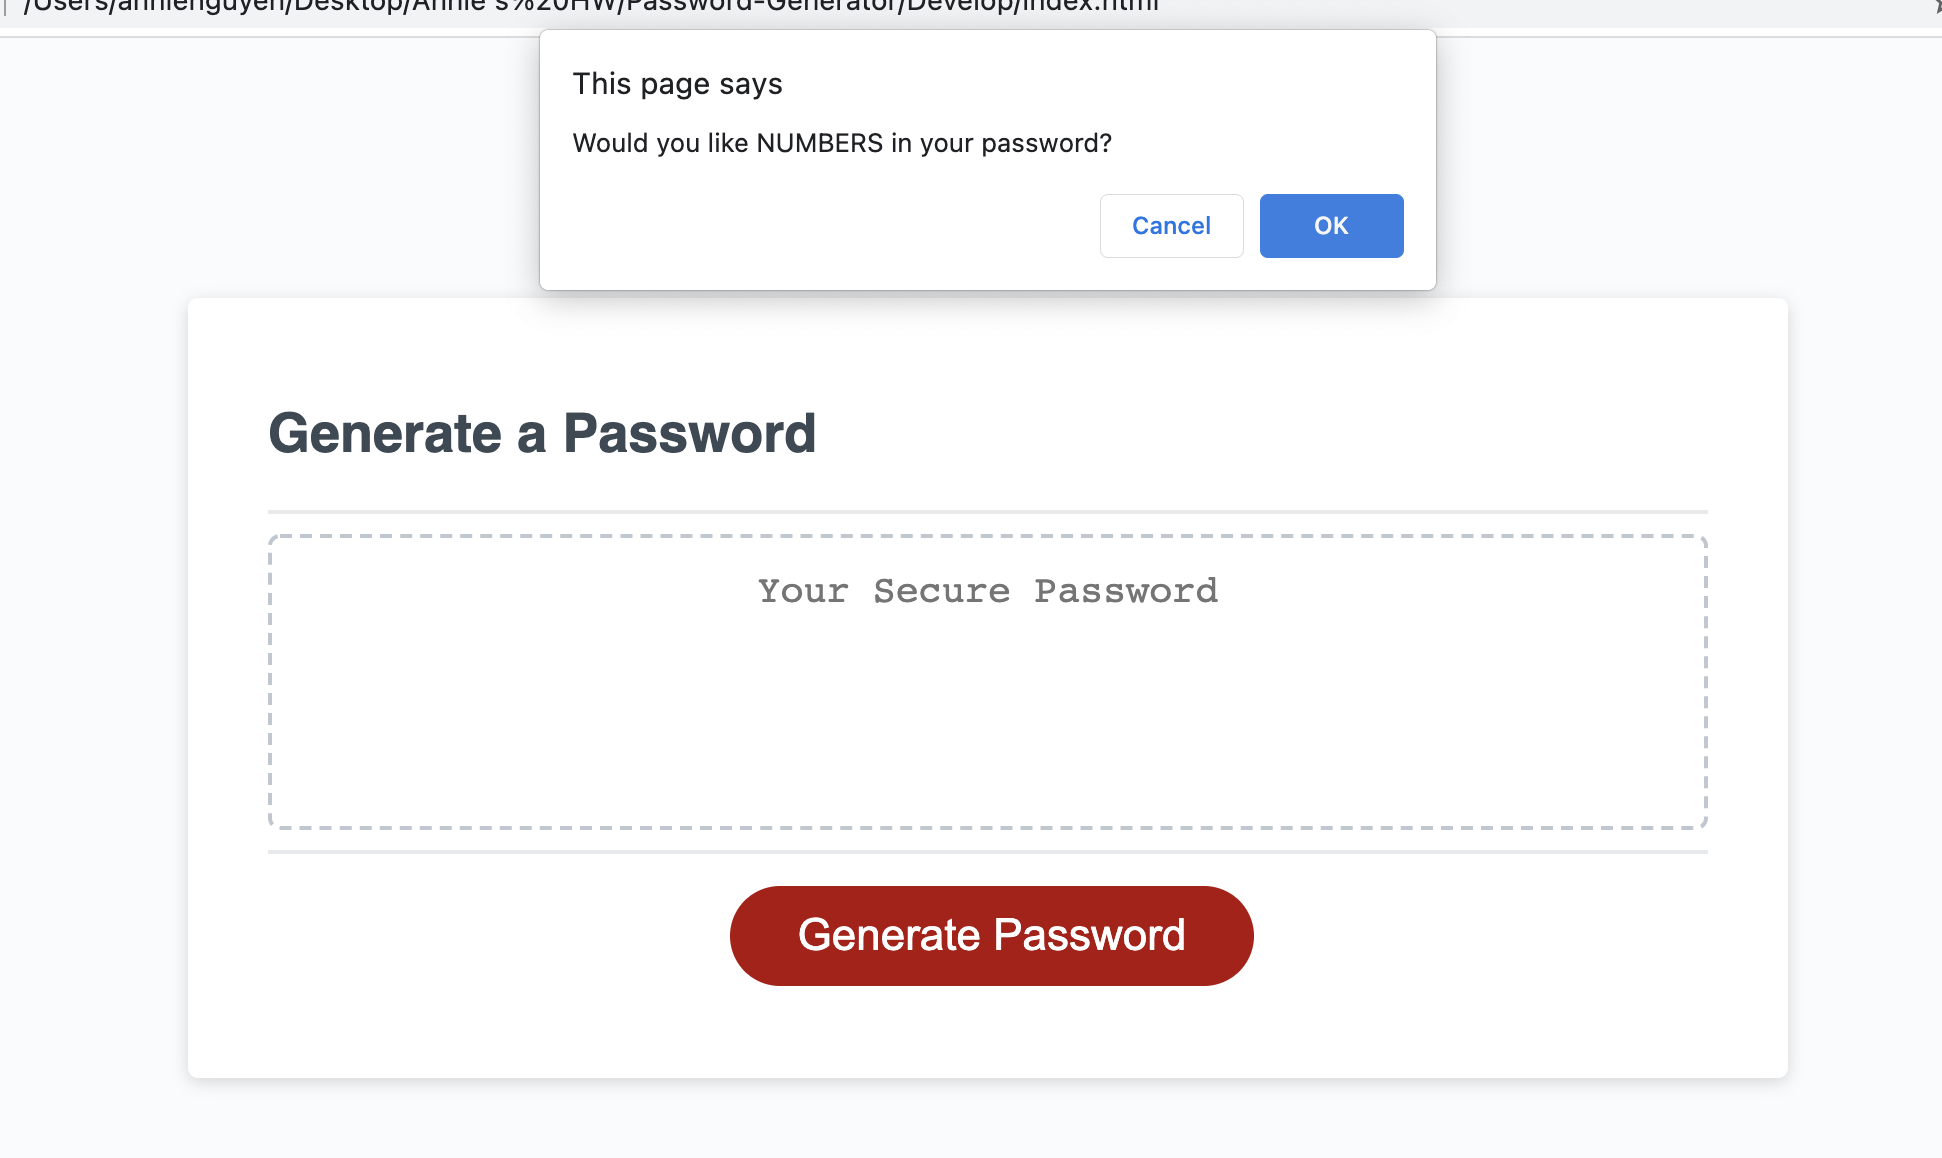 /Users/annienguyen/Desktop/Annie's%20HW/Password-Generator/Develop/index.html
This page says
Would you like NUMBERS in your password?
Cancel
OK
Generate a Password
Your Secure Password
Generate Password